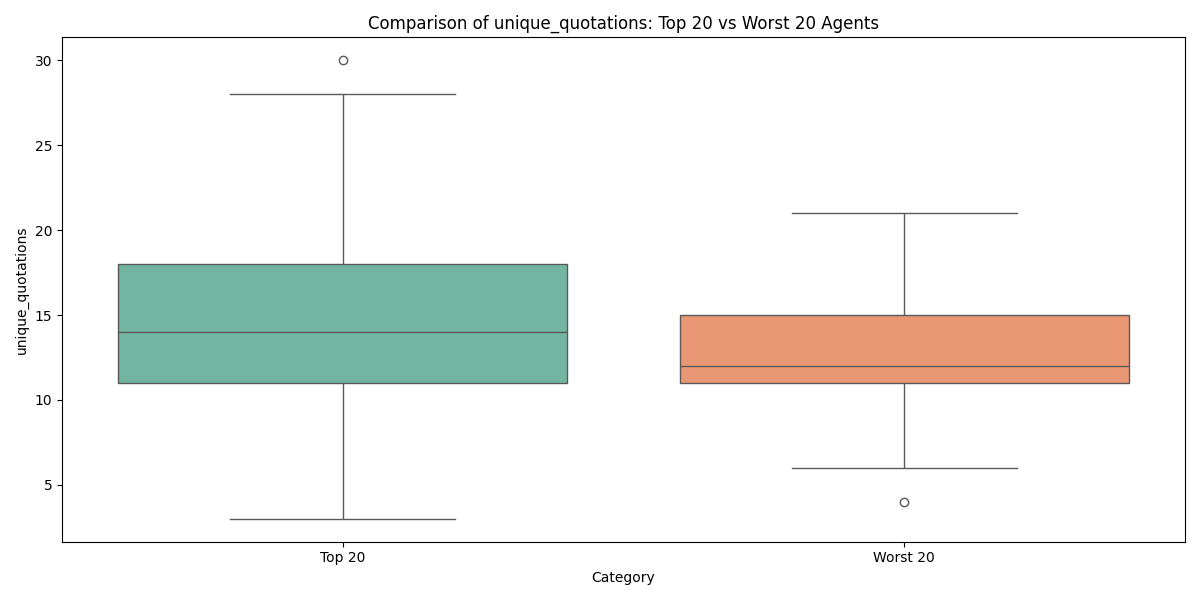 Comparison of unique_quotations: Top 20 vs Worst 20 Agents
30
25
20
15
10
5
unique_quotations
Top 20
Worst 20
Category